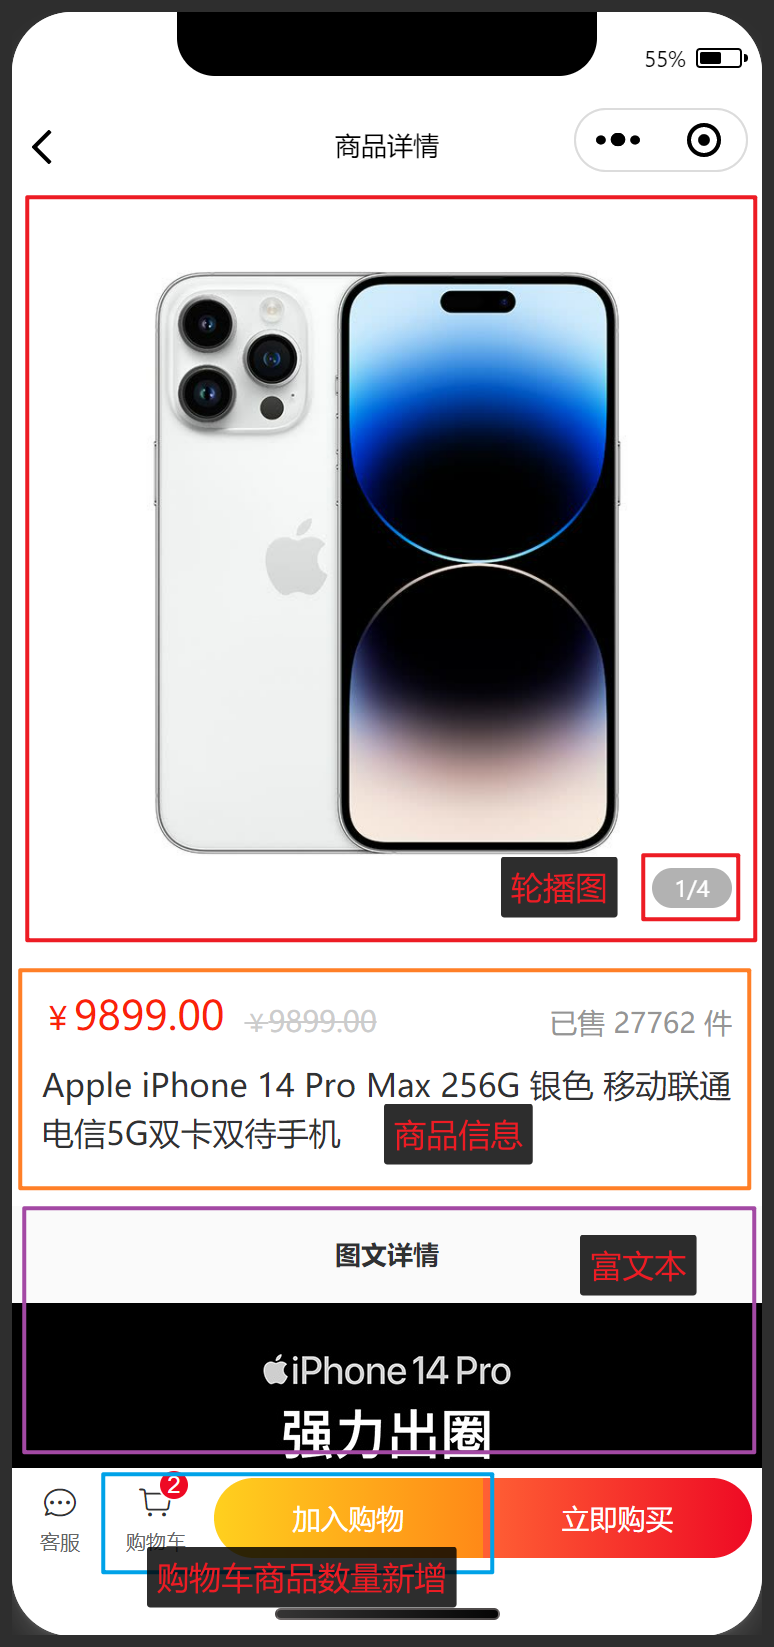 55%
商品详情
轮播图
1/4
￥9899.00 ￥9899.00 已售 27762 件
Apple iPhone 14 Pro Max 256G 银色 移动联通
电信5G双卡双待手机
商品信息
图文详情
富文本
iPhone 14 Pro
强力出圈
2
客服 购物车 加入购物 立即购买
购物车商品数量新增